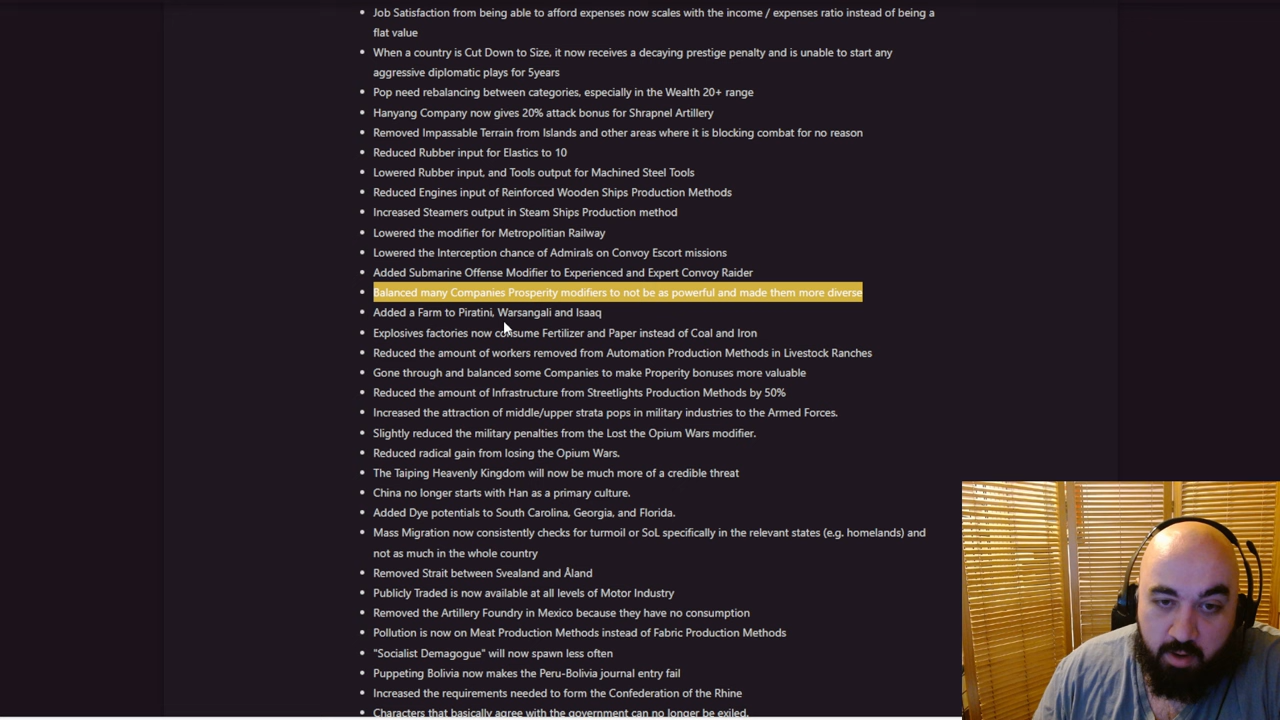 Job Satisfaction from being able to afford expenses now scales with the income / expenses ratio instead of being a
flat value
When a country is Cut Down to Size, it now receives a decaying prestige penalty and is unable to start any
aggressive diplomatic plays for 5years
Pop need rebalancing between categories, especially in the Wealth 20+ range
Hanyang Company now gives 20% attack bonus for Shrapnel Artillery
Removed Impassable Terrain from Islands and other areas where it is blocking combat for no reason
Reduced Rubber input for Elastics to 10
Lowered Rubber input, and Tools output for Machined Steel Tools
Reduced Engines input of Reinforced Wooden Ships Production Methods
Increased Steamers output in Steam Ships Production method
Lowered the modifier for Metropolitian Railway
Lowered the Interception chance of Admirals on Convoy Escort missions
Added Submarine Offense Modifier to Experienced and Expert Convoy Raider
Balanced many Companies Prosperity modifiers to not be as powerful and made them more diverse
Added a Farm to Piratini, Warsangali and Isaaq
Explosives factories now consume Fertilizer and Paper instead of Coal and Iron
Reduced the amount of workers removed from Automation Production Methods in Livestock Ranches
Gone through and balanced some Companies to make Properity bonuses more valuable
Reduced the amount of Infrastructure from Streetlights Production Methods by 50%
Increased the attraction of middle/upper strata pops in military industries to the Armed Forces.
Slightly reduced the military penalties from the Lost the Opium Wars modifier.
Reduced radical gain from losing the Opium Wars.
The Taiping Heavenly Kingdom will now be much more of a credible threat
China no longer starts with Han as a primary culture.
Added Dye potentials to South Carolina, Georgia, and Florida.
Mass Migration now consistently checks for turmoil or SoL specifically in the relevant states (e.g. homelands) and
not as much in the whole country
Removed Strait between Svealand and Åland
Publicly Traded is now available at all levels of Motor Industry
Removed the Artillery Foundry in Mexico because they have no consumption
Pollution is now on Meat Production Methods instead of Fabric Production Methods
"Socialist Demagogue" will now spawn less often
Puppeting Bolivia now makes the Peru-Bolivia journal entry fail
Increased the requirements needed to form the Confederation of the Rhine
Characters that basically agree with the government can no longer be exiled.